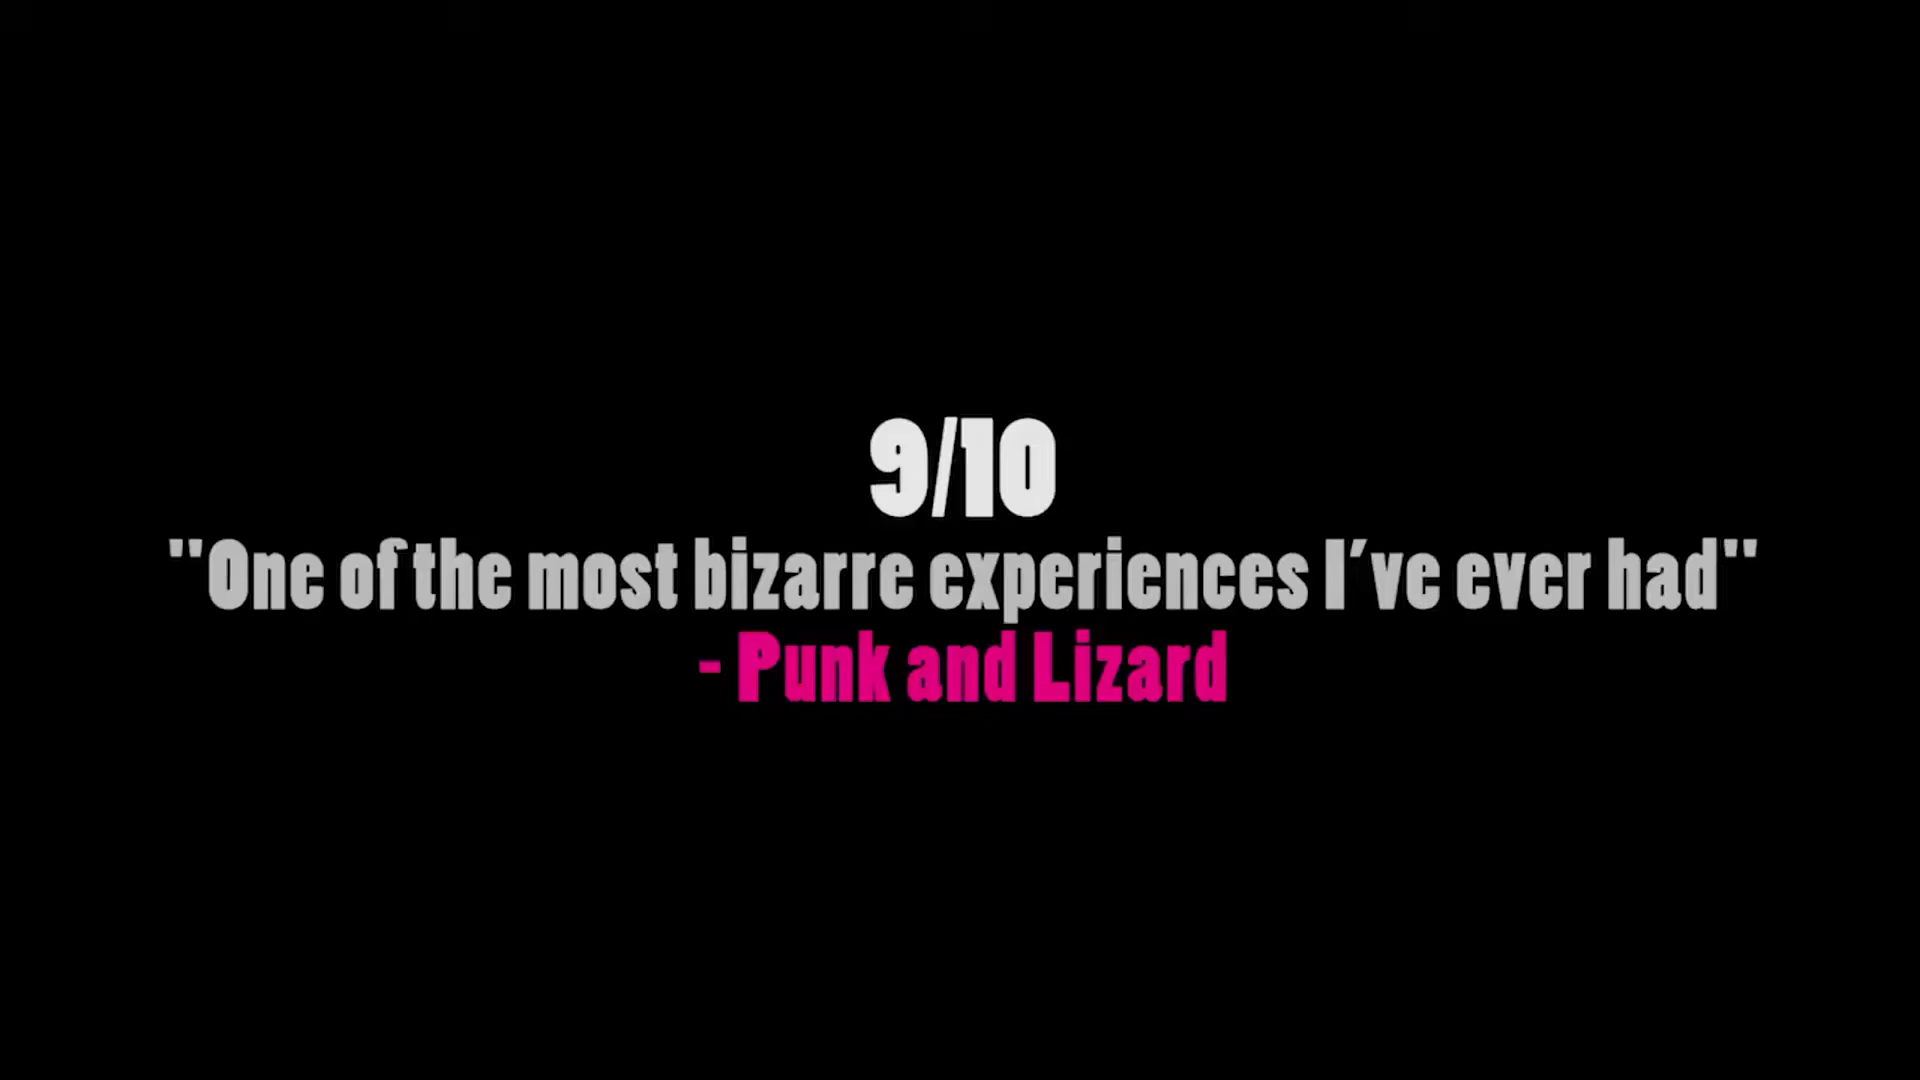 9/10
"One of the most bizarre experiences I've ever had"
- Punk and Lizard